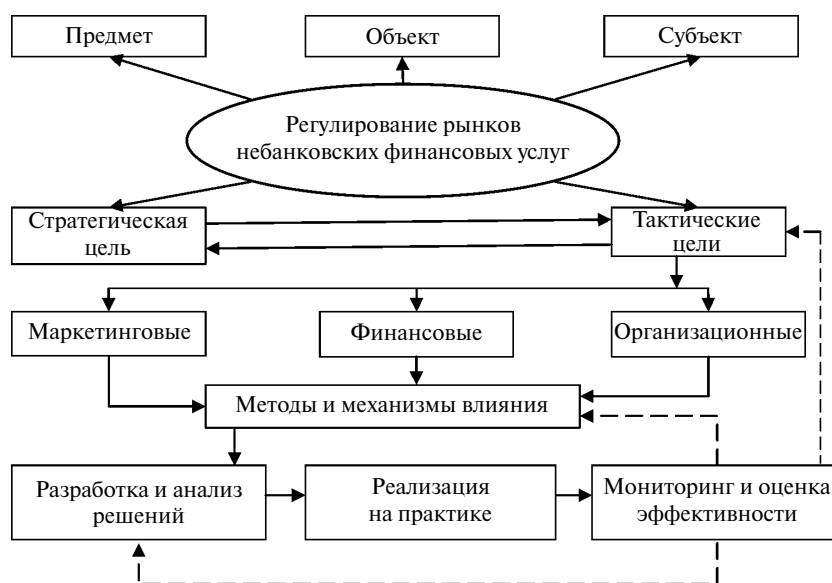 Предмет
Объект
Субъект
Регулирование рынков
небанковских финансовых услуг
Стратегическая
цель
Тактические
цели
Маркетинговые
Финансовые
Организационные
Методы и механизмы влияния
Разработка и анализ
решений
Реализация
на практике
Мониторинг и оценка
эффективности